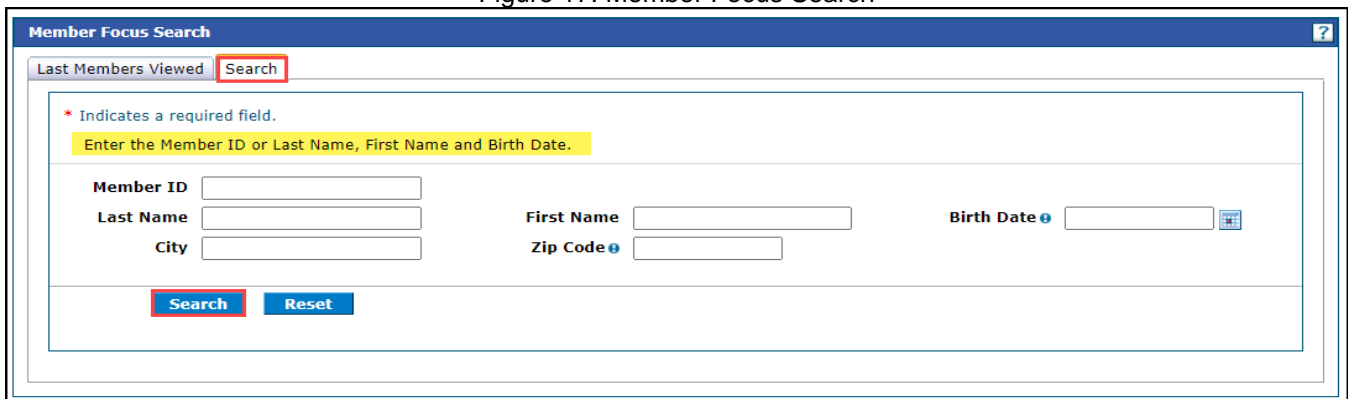 Member Focus Search
?
Last Members Viewed Search
* Indicates a required field.
Enter the Member ID or Last Name, First Name and Birth Date.
Member ID
Last Name First Name Birth Date
City Zip Code
Search Reset